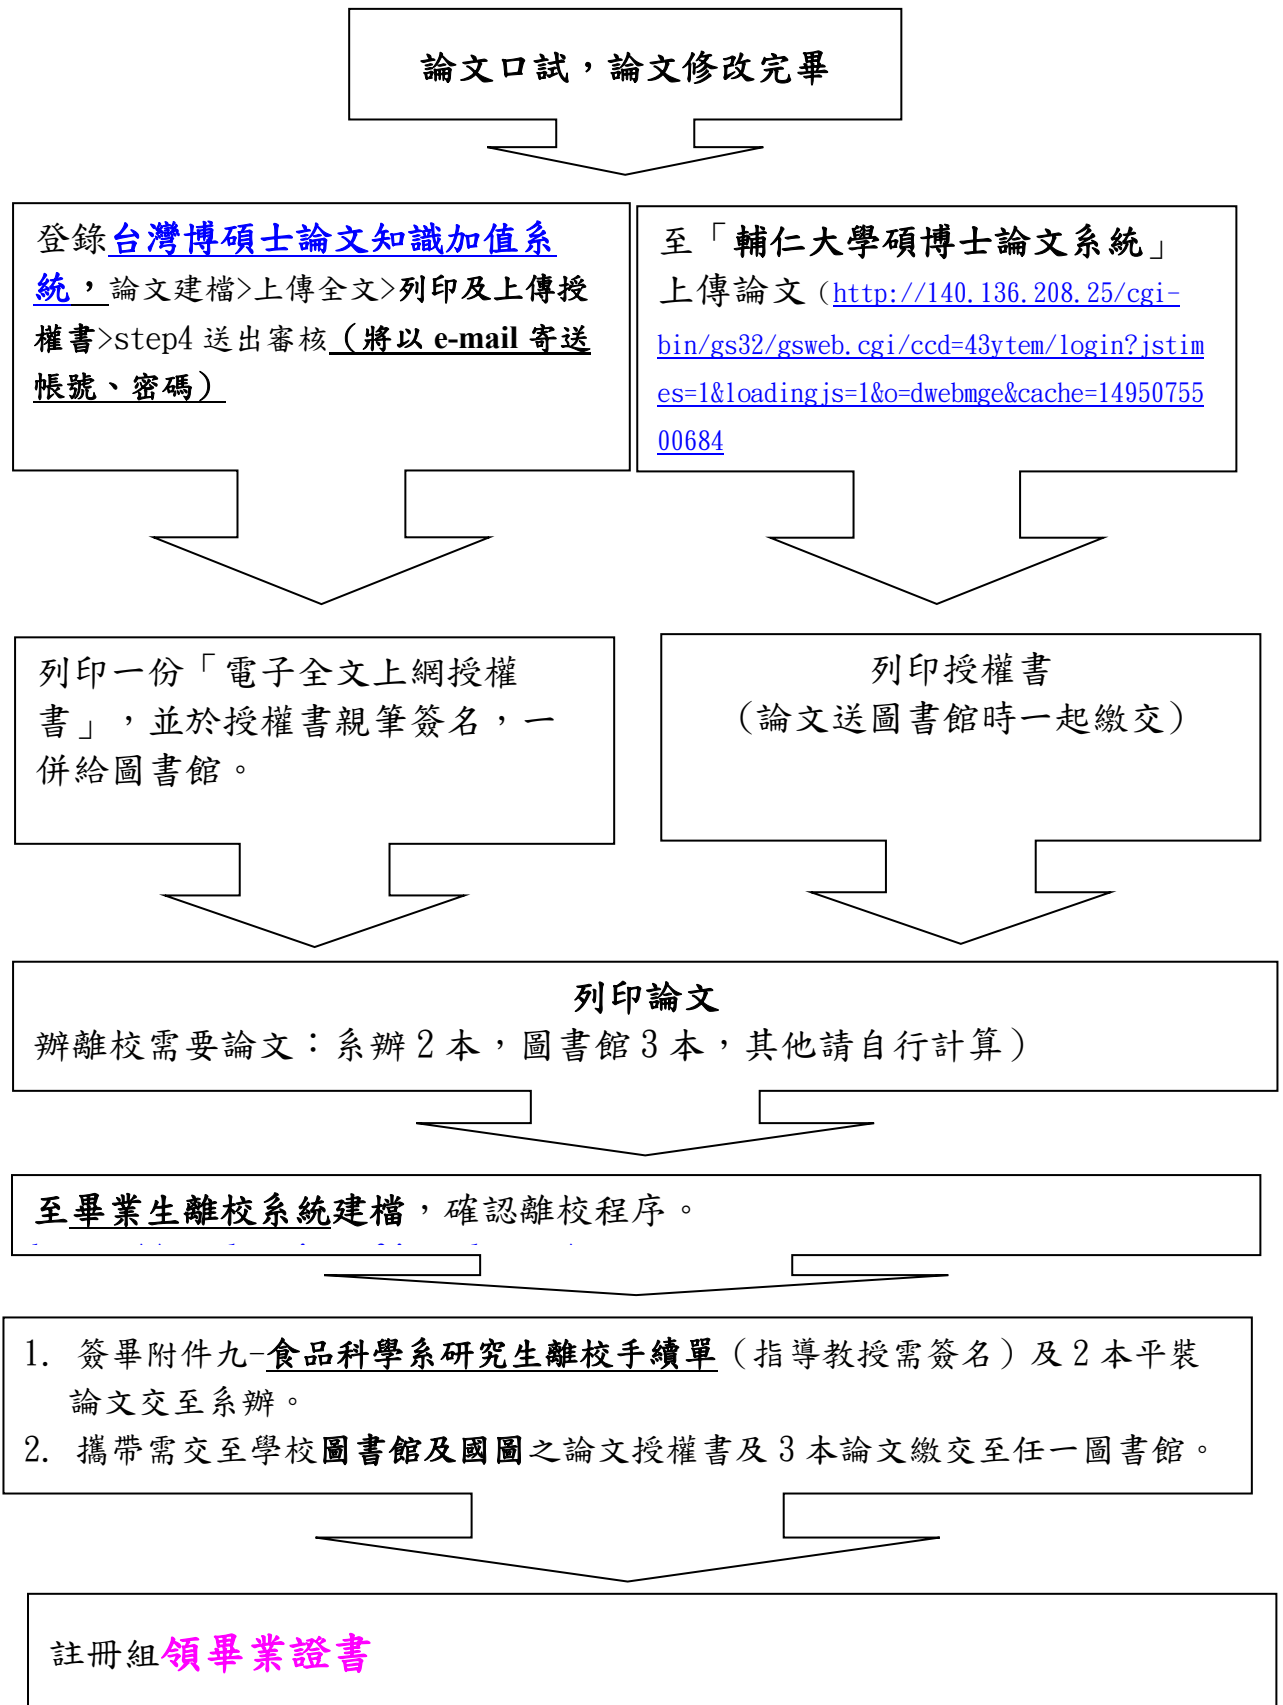 論文口試，論文修改完畢
登錄台灣博碩士論文知識加值系
統，論文建檔>上傳全文>列印及上傳授
權書>step4 送出審核（將以 e-mail 寄送
帳號、密碼）
至「輔仁大學碩博士論文系統」
上傳論文（http://140.136.208.25/cgi-
bin/gs32/gsweb.cgi/ccd=43ytem/login?jstim
es=1&loadingjs=1&o=dwebmge&cache=14950755
00684
列印一份「電子全文上網授權
書」，並於授權書親筆簽名，一
併給圖書館。
列印授權書
（論文送圖書館時一起繳交）
列印論文
辦離校需要論文：系辦 2 本，圖書館 3 本，其他請自行計算）
至畢業生離校系統建檔，確認離校程序。
1. 簽畢附件九-食品科學系研究生離校手續單（指導教授需簽名）及 2 本平裝
論文交至系辦。
2. 攜帶需交至學校圖書館及國圖之論文授權書及 3 本論文繳交至任一圖書館。
註冊組領畢業證書